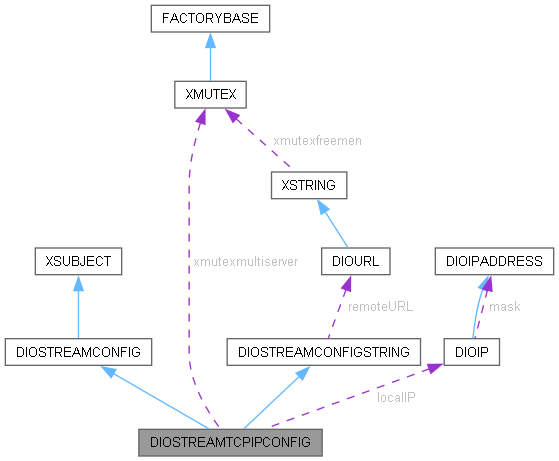 FACTORYBASE
XMUTEX
xmutexfreemen
XSTRING
XSUBJECT
xmutexmultiserver
DIOURL
DIOIPADDRESS
remoteURL
mask
DIOSTREAMCONFIG
DIOSTREAMCONFIGSTRING
DIOIP
localIP
DIOSTREAMTCPIPCONFIG